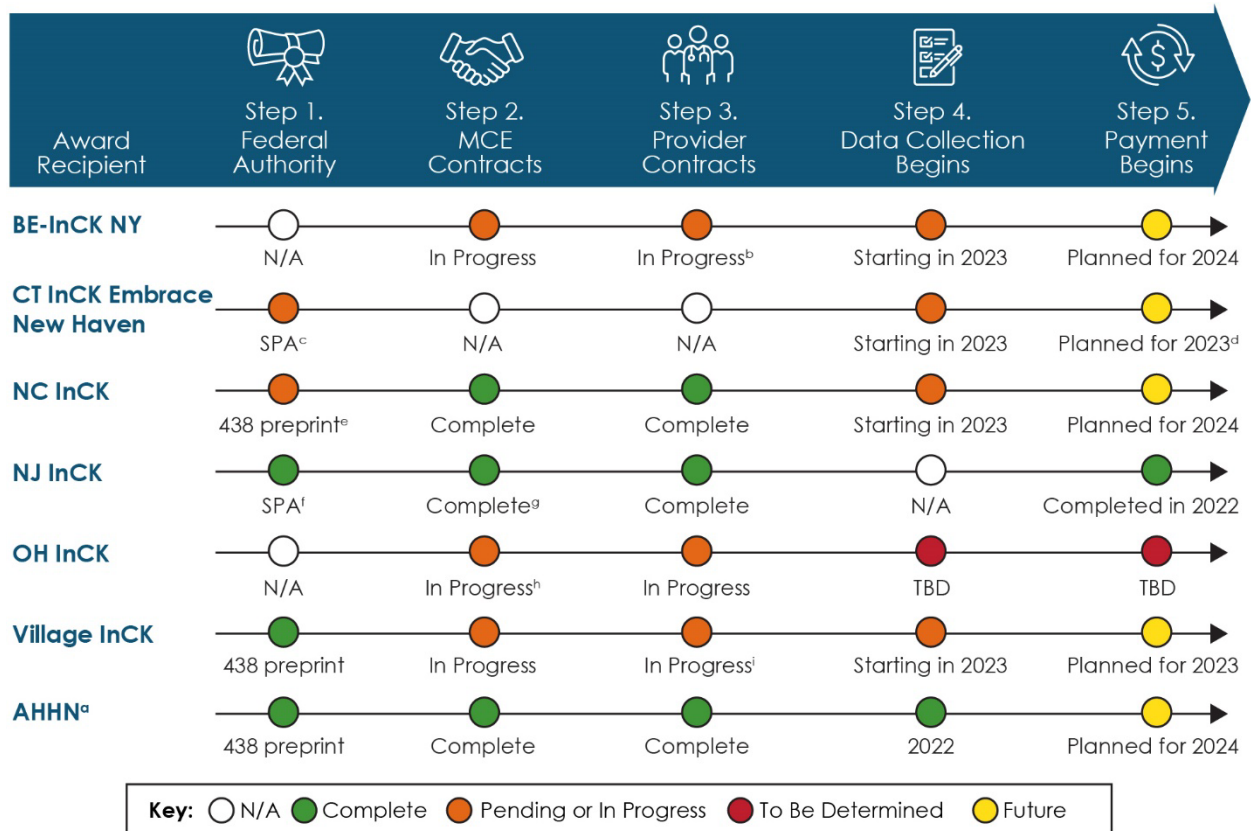 Award
Recipient
Step 1.
Federal
Authority
Step 2.
MCE
Contracts
Step 3.
Provider
Contracts
Step 4.
Data Collection
Begins
Step 5.
Payment
Begins
BE-InCK NY
N/A
In Progress
In Progressᵇ
Starting in 2023
Planned for 2024
CT InCK Embrace
New Haven
SPAᶜ
N/A
N/A
Starting in 2023
Planned for 2023ᵈ
NC InCK
438 preprintᵉ
Complete
Complete
Starting in 2023
Planned for 2024
NJ InCK
SPAᶠ
Completeᵍ
Complete
N/A
Completed in 2022
OH InCK
N/A
In Progressʰ
In Progress
TBD
TBD
Village InCK
438 preprint
In Progress
In Progressⁱ
Starting in 2023
Planned for 2023
AHHNᵃ
438 preprint
Complete
Complete
2022
Planned for 2024
Key: N/A Complete Pending or In Progress To Be Determined Future